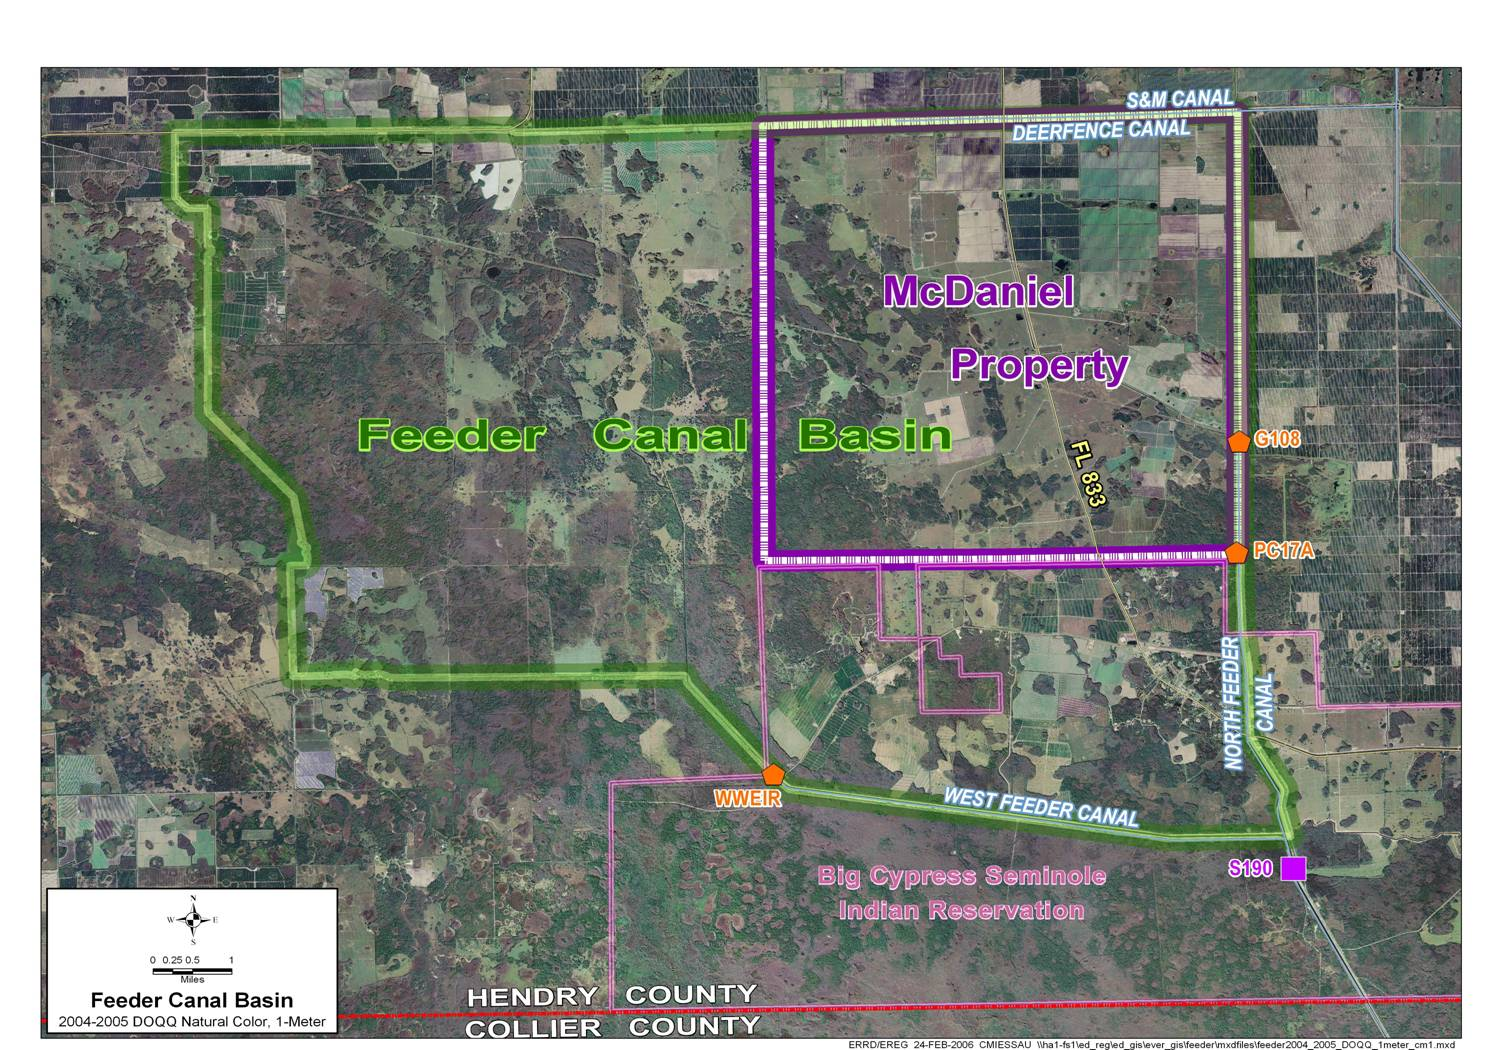 S&M CANAL
DEERFENCE CANAL
McDaniel
Property
Feeder Canal Basin
G108
FL 833
PC17A
NORTH FEEDER
CANAL
WWEIR
WEST FEEDER CANAL
S190
Big Cypress Seminole
Indian Reservation
N
W E
S
0 0.25 0.5 1
Miles
Feeder Canal Basin
2004-2005 DOQQ Natural Color, 1-Meter
HENDRY COUNTY
COLLIER COUNTY
ERRD/EREG 24-FEB-2006 CMIESSAU \\ha1-fs1\ed_reg\ed_gis\ever_gis\feeder\mxdfiles\feeder2004_2005_DOQQ_1meter_cm1.mxd